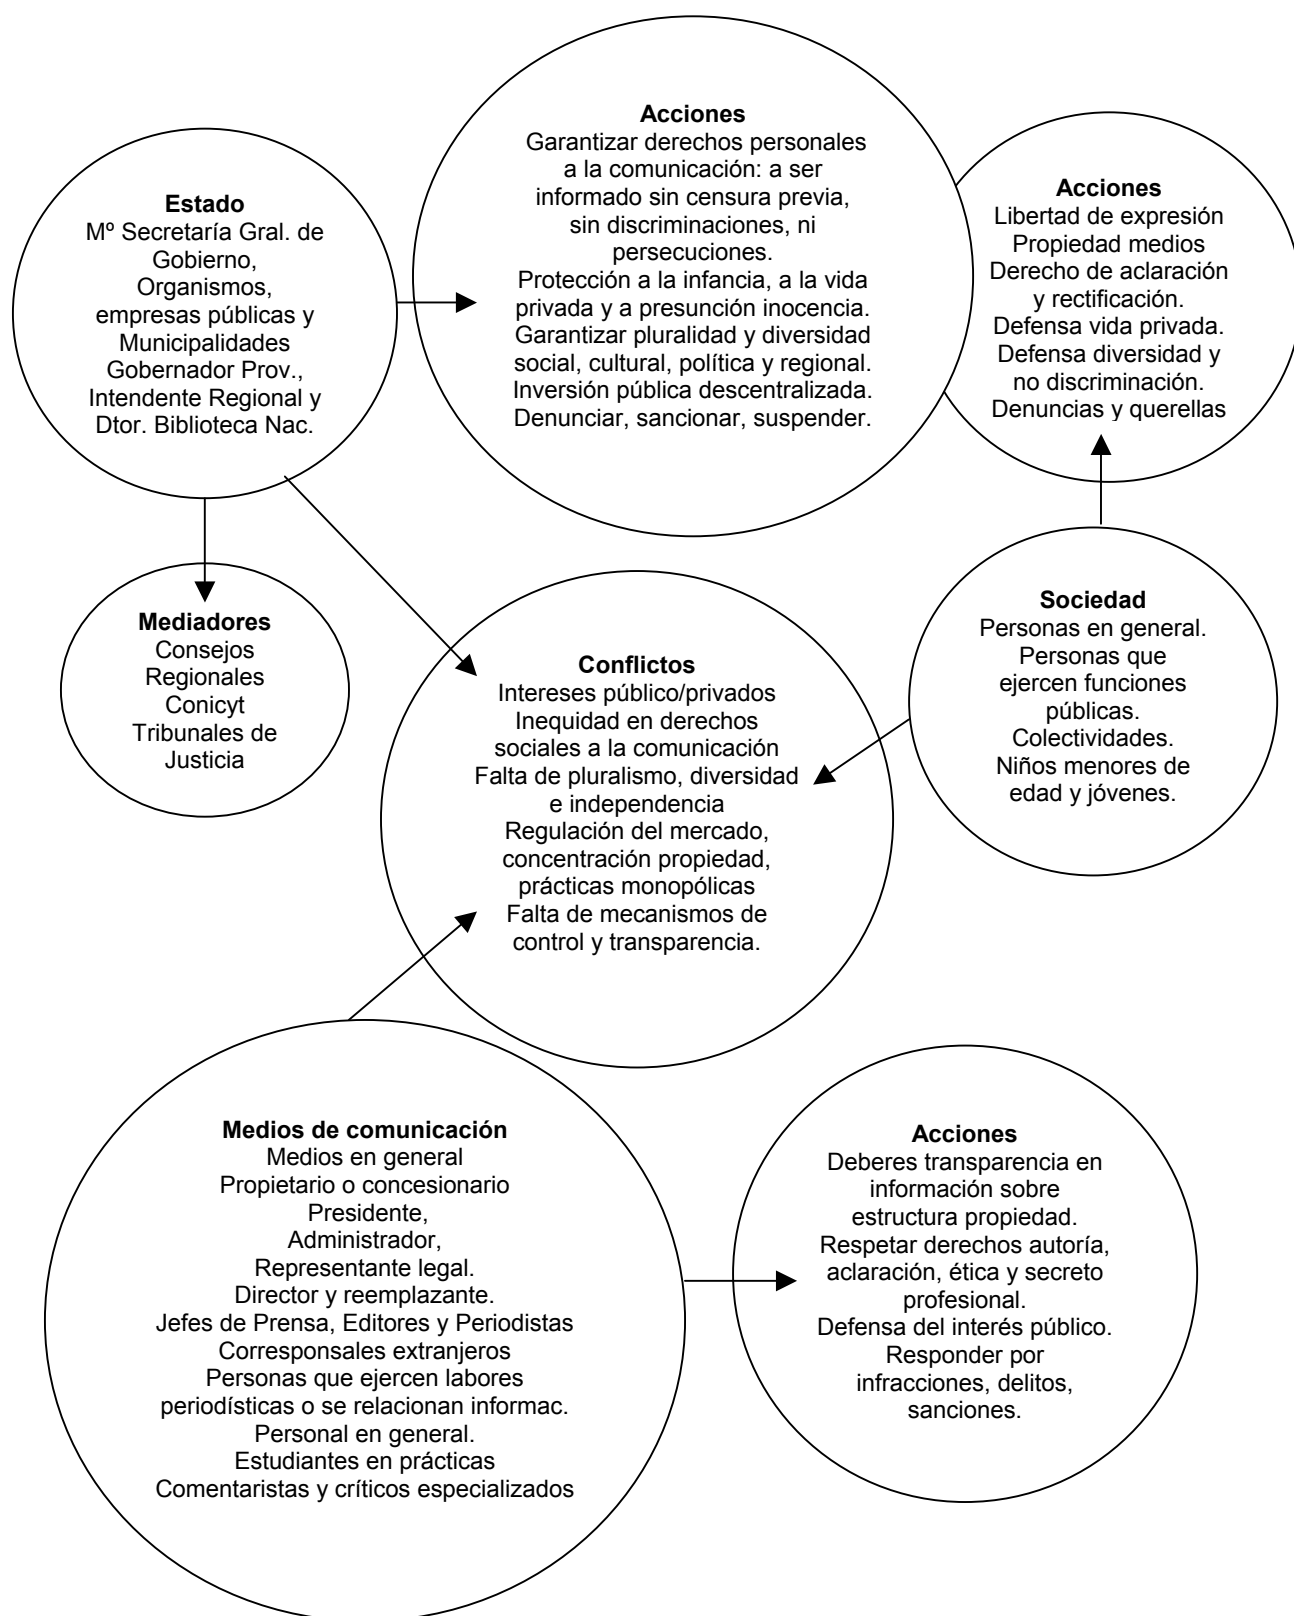 Acciones
Garantizar derechos personales
a la comunicación: a ser
informado sin censura previa,
sin discriminaciones, ni
persecuciones.
Protección a la infancia, a la vida
privada y a presunción inocencia.
Garantizar pluralidad y diversidad
social, cultural, política y regional.
Inversión pública descentralizada.
Denunciar, sancionar, suspender.
Estado
Mº Secretaría Gral. de
Gobierno,
Organismos,
empresas públicas y
Municipalidades
Gobernador Prov.,
Intendente Regional y
Dtor. Biblioteca Nac.
Acciones
Libertad de expresión
Propiedad medios
Derecho de aclaración
y rectificación.
Defensa vida privada.
Defensa diversidad y
no discriminación.
Denuncias y querellas
Mediadores
Consejos
Regionales
Conicyt
Tribunales de
Justicia
Conflictos
Intereses público/privados
Inequidad en derechos
sociales a la comunicación
Falta de pluralismo, diversidad
e independencia
Regulación del mercado,
concentración propiedad,
prácticas monopólicas
Falta de mecanismos de
control y transparencia.
Sociedad
Personas en general.
Personas que
ejercen funciones
públicas.
Colectividades.
Niños menores de
edad y jóvenes.
Medios de comunicación
Medios en general
Propietario o concesionario
Presidente,
Administrador,
Representante legal.
Director y reemplazante.
Jefes de Prensa, Editores y Periodistas
Corresponsales extranjeros
Personas que ejercen labores
periodísticas o se relacionan informac.
Personal en general.
Estudiantes en prácticas
Comentaristas y críticos especializados
Acciones
Deberes transparencia en
información sobre
estructura propiedad.
Respetar derechos autoría,
aclaración, ética y secreto
profesional.
Defensa del interés público.
Responder por
infracciones, delitos,
sanciones.